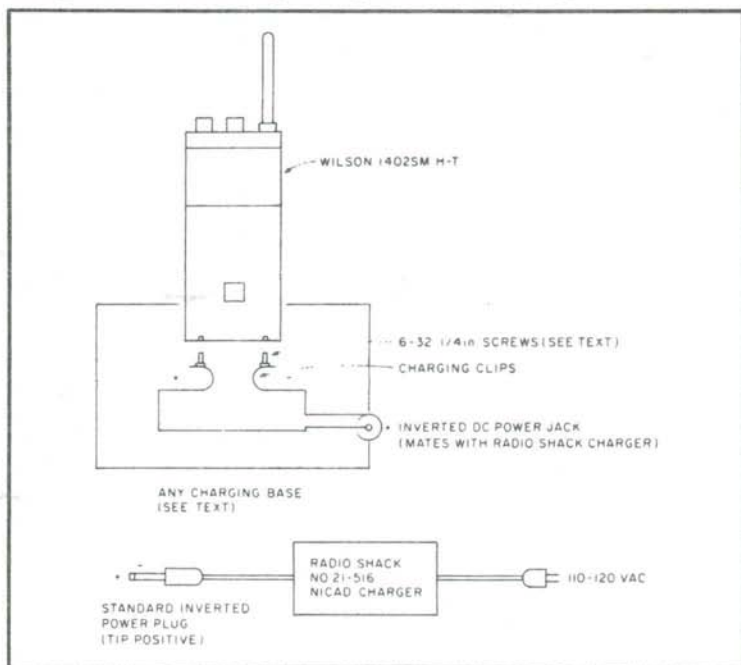 WILSON 1402SM H-T
6-32 1/4in SCREWS (SEE TEXT)
CHARGING CLIPS
+ -
+ INVERTED DC POWER JACK
(MATES WITH RADIO SHACK CHARGER)
ANY CHARGING BASE
(SEE TEXT)
-
+
RADIO SHACK
NO 21-516
NICAD CHARGER
110-120 VAC
STANDARD INVERTED
POWER PLUG
(TIP POSITIVE)